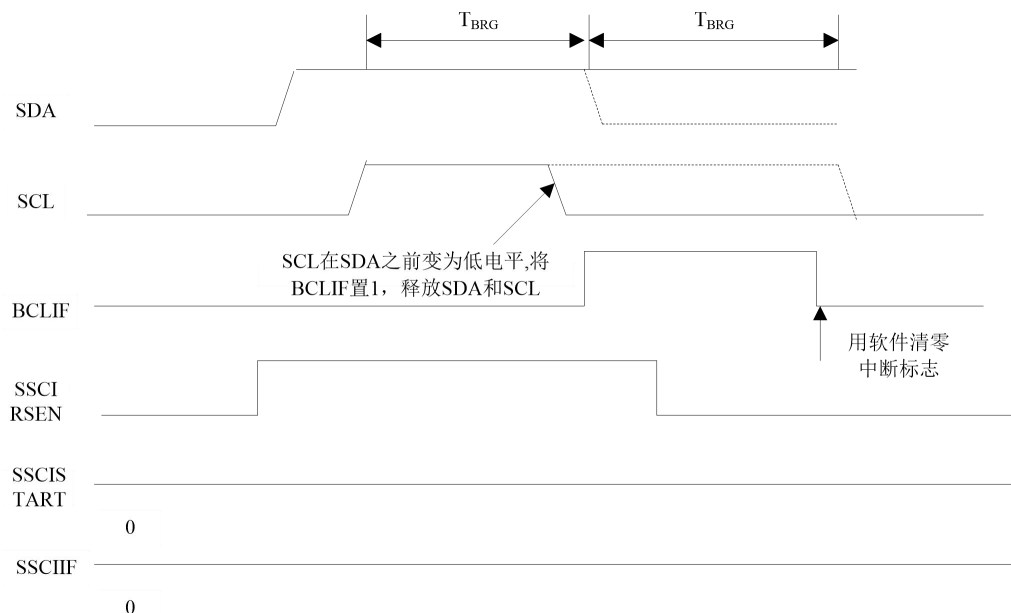 TBRG TBRG
SDA
SCL
SCL在SDA之前变为低电平,将
BCLIF置1，释放SDA和SCL
BCLIF
用软件清零
中断标志
SSCI
RSEN
SSCIS
TART
0
SSCIIF
0